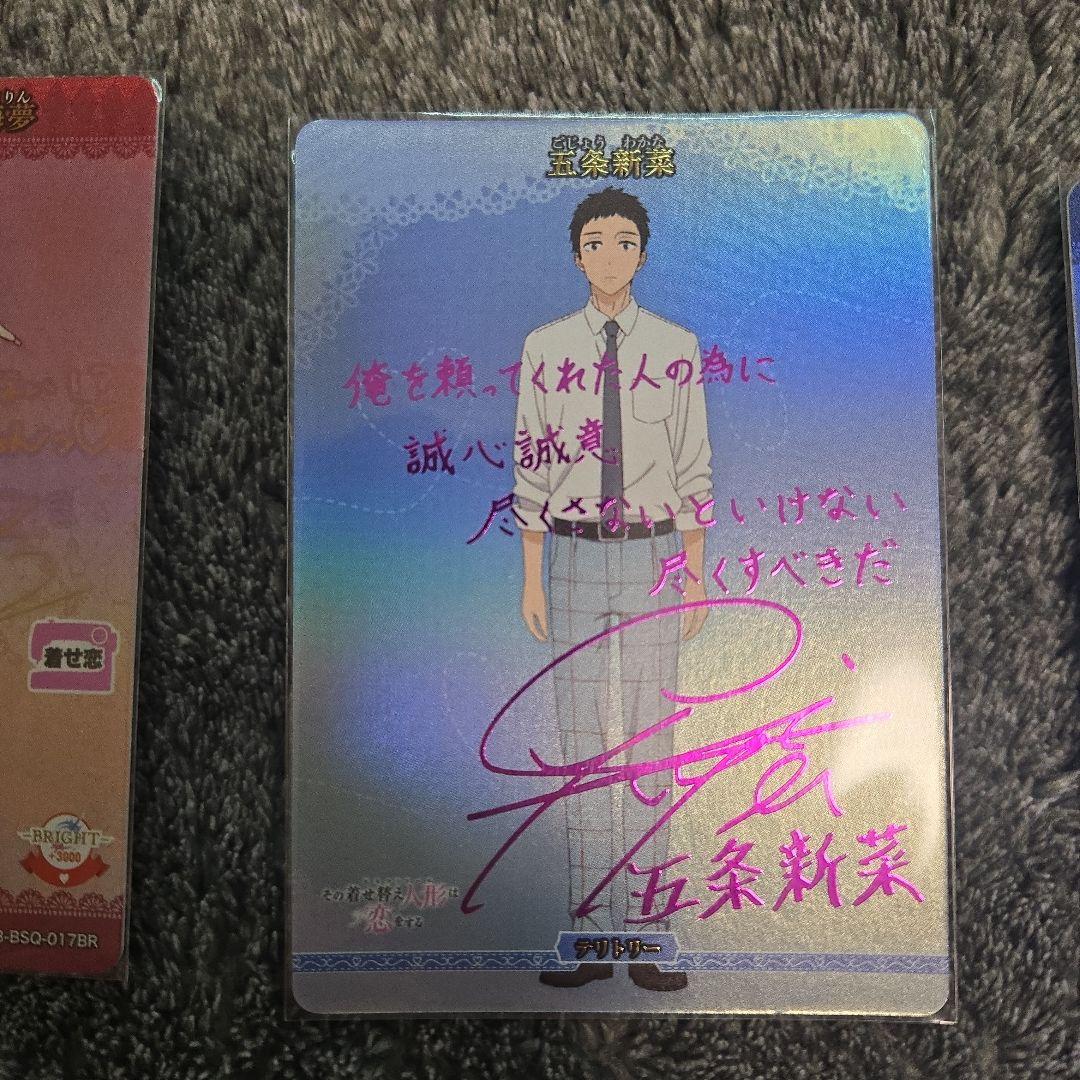 りん
夢
着せ恋
BRIGHT
+3000
-BSQ-017BR
ごじょう わかな
五条新菜
俺を頼ってくれた人の為に
誠心誠意
尽くさないといけない
尽くすべきだ
五条新菜
その着せ替え人形は
恋をする
テリトリー